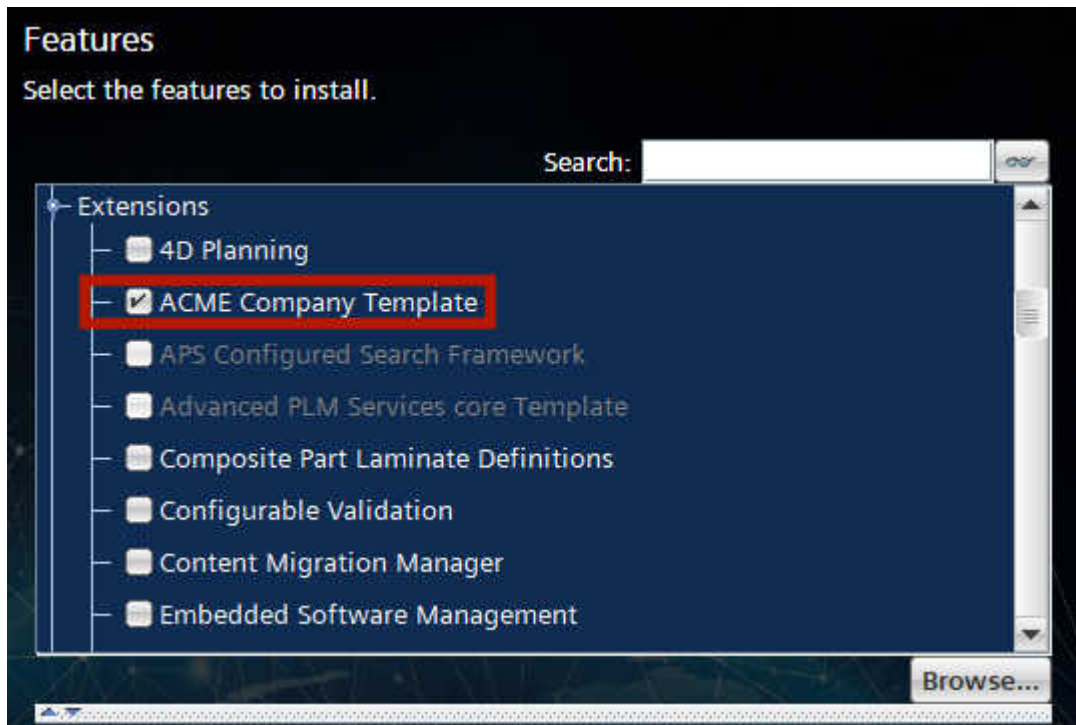 Features
Select the features to install.
Search:
Extensions
4D Planning
ACME Company Template
APS Configured Search Framework
Advanced PLM Services core Template
Composite Part Laminate Definitions
Configurable Validation
Content Migration Manager
Embedded Software Management
Browse...